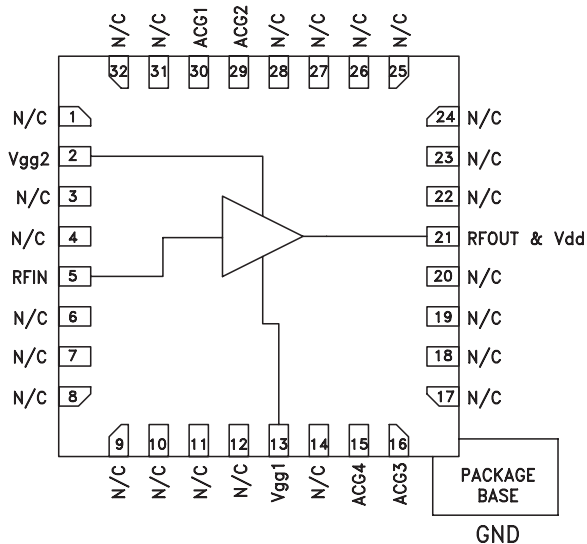 N/C
N/C
ACG1
ACG2
N/C
N/C
N/C
N/C
32 31 30 29 28 27 26 25
N/C 1
Vgg2 2
N/C 3
N/C 4
RFIN 5
N/C 6
N/C 7
N/C 8
24 N/C
23 N/C
22 N/C
21 RFOUT & Vdd
20 N/C
19 N/C
18 N/C
17 N/C
9 10 11 12 13 14 15 16
N/C
N/C
N/C
N/C
Vgg1
N/C
ACG4
ACG3
PACKAGE
BASE
GND